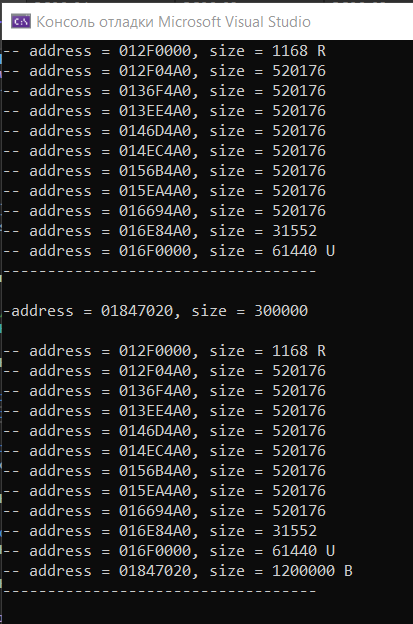 Консоль отладки Microsoft Visual Studio
-- address = 012F0000, size = 1168 R
-- address = 012F04A0, size = 520176
-- address = 0136F4A0, size = 520176
-- address = 013EE4A0, size = 520176
-- address = 0146D4A0, size = 520176
-- address = 014EC4A0, size = 520176
-- address = 0156B4A0, size = 520176
-- address = 015EA4A0, size = 520176
-- address = 016694A0, size = 520176
-- address = 016E84A0, size = 31552
-- address = 016F0000, size = 61440 U
-----------------------------------
-address = 01847020, size = 300000
-- address = 012F0000, size = 1168 R
-- address = 012F04A0, size = 520176
-- address = 0136F4A0, size = 520176
-- address = 013EE4A0, size = 520176
-- address = 0146D4A0, size = 520176
-- address = 014EC4A0, size = 520176
-- address = 0156B4A0, size = 520176
-- address = 015EA4A0, size = 520176
-- address = 016694A0, size = 520176
-- address = 016E84A0, size = 31552
-- address = 016F0000, size = 61440 U
-- address = 01847020, size = 1200000 B
-----------------------------------